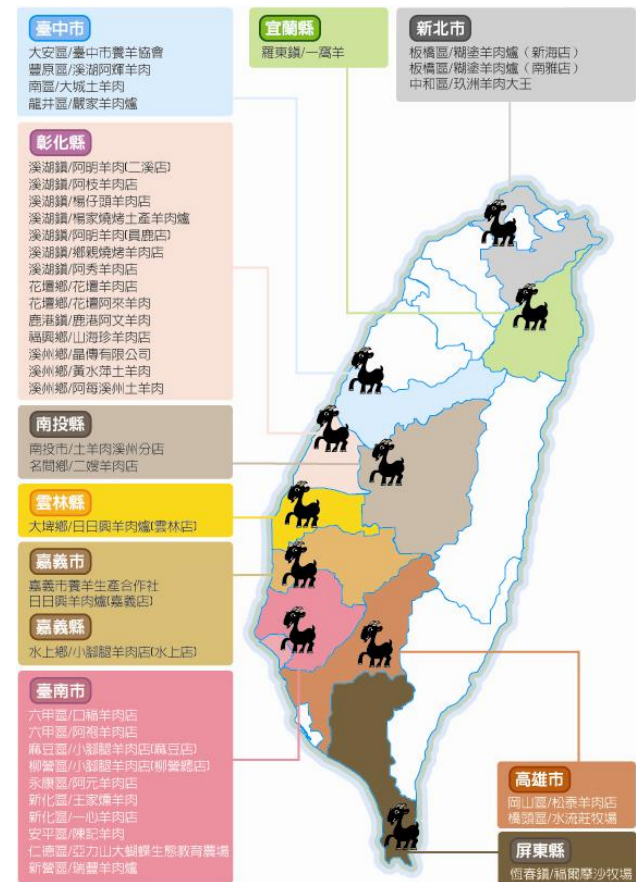 臺中市
大安區/臺中市養羊協會
豐原區/溪湖阿輝羊肉
南區/大城土羊肉
龍井區/嚴家羊肉爐
宜蘭縣
羅東鎮/一窩羊
新北市
板橋區/糊塗羊肉爐（新海店）
板橋區/糊塗羊肉爐（南雅店）
中和區/玖洲羊肉大王
彰化縣
溪湖鎮/阿明羊肉(二溪店)
溪湖鎮/阿枝羊肉店
溪湖鎮/楊仔頭羊肉店
溪湖鎮/楊家燒烤土產羊肉爐
溪湖鎮/阿明羊肉(員鹿店)
溪湖鎮/鄉親燒烤羊肉店
溪湖鎮/阿秀羊肉店
花壇鄉/花壇羊肉店
花壇鄉/花壇阿來羊肉
鹿港鎮/鹿港阿文羊肉
福興鄉/山海珍羊肉店
溪州鄉/晶傳有限公司
溪州鄉/黃水萍土羊肉
溪州鄉/阿每溪州土羊肉
南投縣
南投市/土羊肉溪州分店
名間鄉/二嫂羊肉店
雲林縣
大埤鄉/日日興羊肉爐(雲林店)
嘉義市
嘉義市養羊生產合作社
日日興羊肉爐(嘉義店)
嘉義縣
水上鄉/小腳腿羊肉店(水上店)
臺南市
六甲區/口福羊肉店
六甲區/阿裕羊肉店
麻豆區/小腳腿羊肉店(麻豆店)
柳營區/小腳腿羊肉店(柳營總店)
永康區/阿元羊肉店
新化區/王家燻羊肉
新化區/一心羊肉店
安平區/陳記羊肉
仁德區/亞力山大蝴蝶生態教育農場
新營區/瑞豐羊肉爐
高雄市
岡山區/松泰羊肉店
橋頭區/水流莊牧場
屏東縣
恆春鎮/福爾摩沙牧場